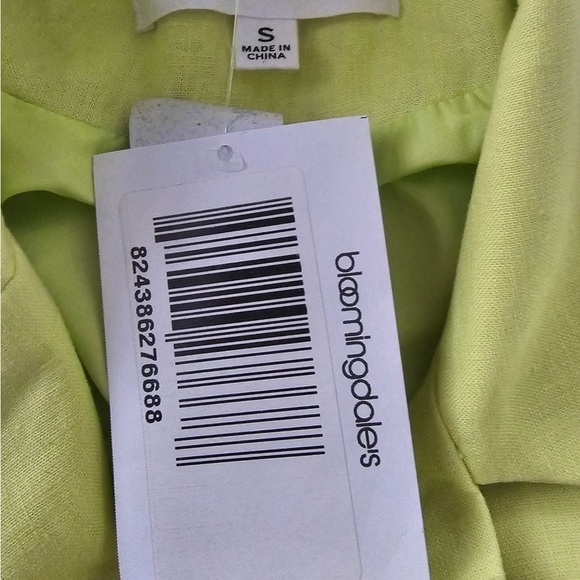 S
MADE IN
CHINA
bloomingdale's
824386276688